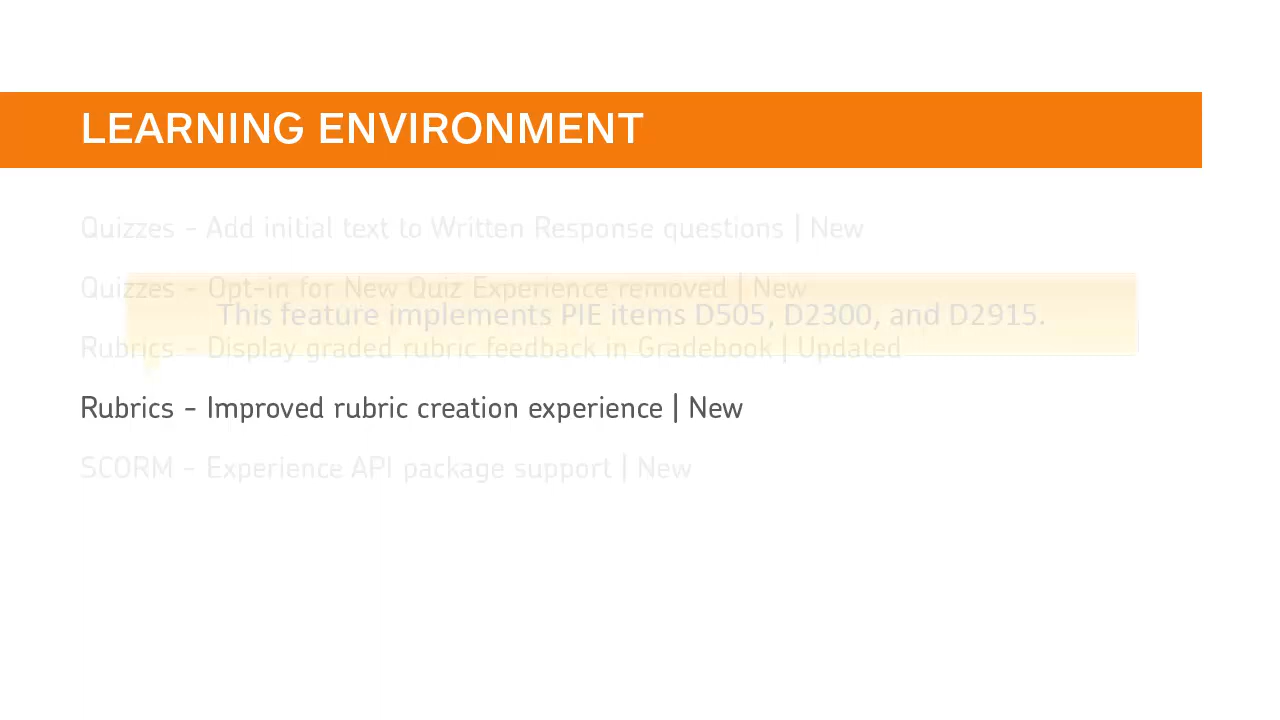 LEARNING ENVIRONMENT
Quizzes - Add initial text to Written Response questions | New
Quizzes - Opt-in for New Quiz Experience removed | New
This feature implements PIE items D505, D2300, and D2915.
Rubrics - Display graded rubric feedback in Gradebook | Updated
Rubrics - Improved rubric creation experience | New
SCORM - Experience API package support | New